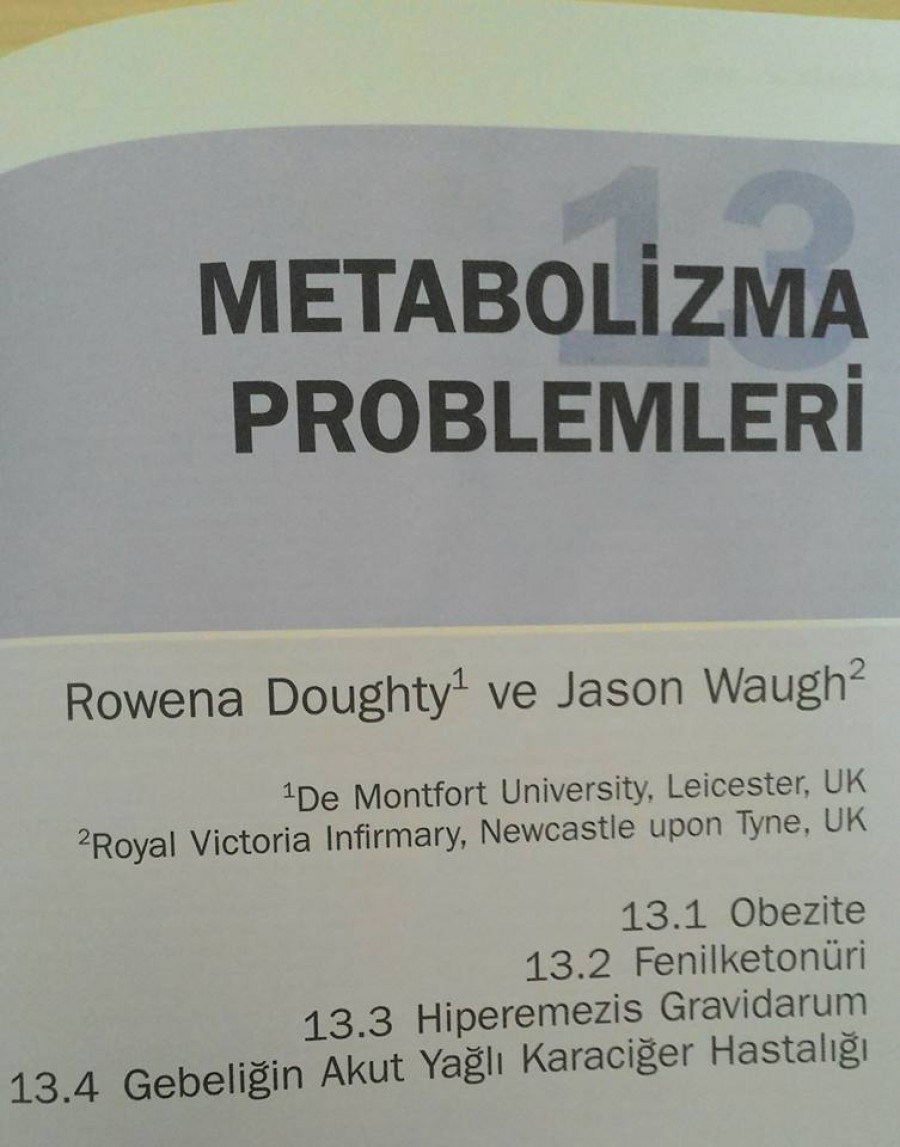 13
METABOLİZMA
PROBLEMLERİ
Rowena Doughty¹ ve Jason Waugh²
¹De Montfort University, Leicester, UK
²Royal Victoria Infirmary, Newcastle upon Tyne, UK
13.1 Obezite
13.2 Fenilketonüri
13.3 Hiperemezis Gravidarum
13.4 Gebeliğin Akut Yağlı Karaciğer Hastalığı